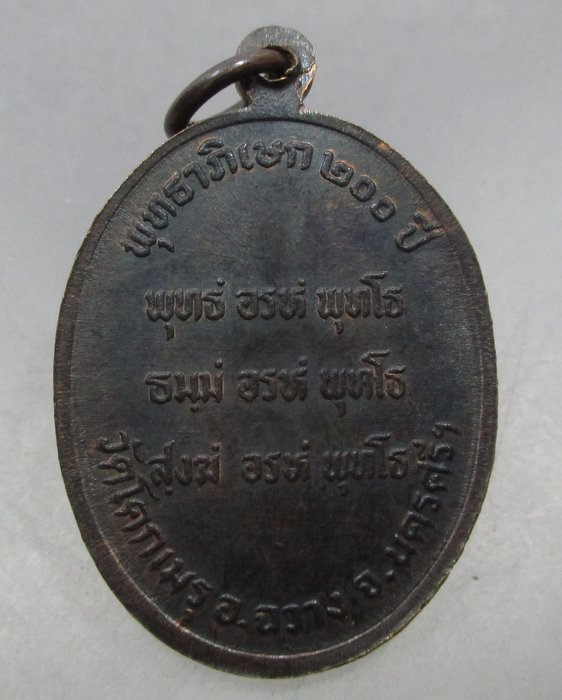 พุทธาภิเษก ๒๐๐ ปี
พุทธํ อรหํ พุทโธ
ธมฺมํ อรหํ พุทโธ
สฺงฆํ อรหํ พุทโธ
วัดโคกเมรุ อ.ฉวาง จ.นครศรีฯ